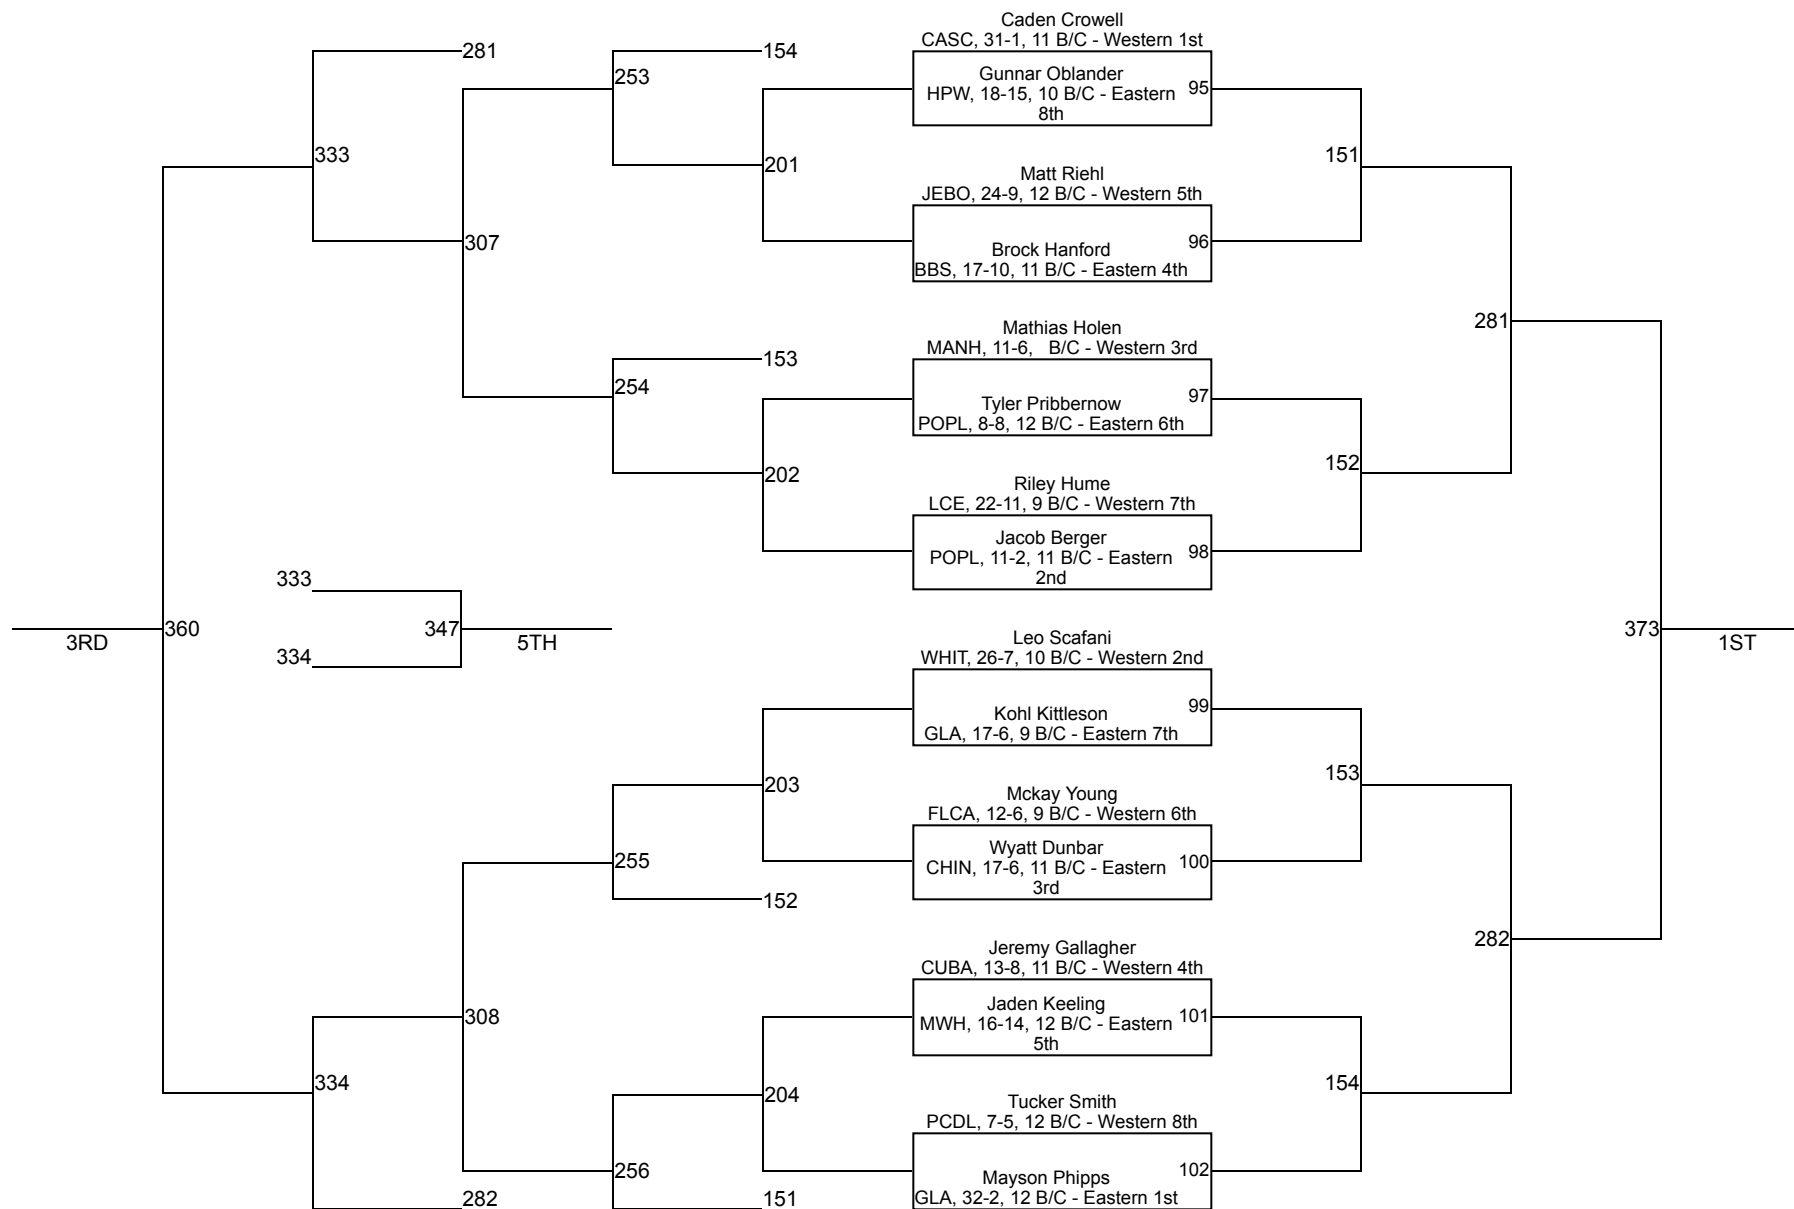 Caden Crowell
CASC, 31-1, 11 B/C - Western 1st
281
154
253
Gunnar Oblander
HPW, 18-15, 10 B/C - Eastern
8th
95
333
201
151
Matt Riehl
JEBO, 24-9, 12 B/C - Western 5th
307
96
Brock Hanford
BBS, 17-10, 11 B/C - Eastern 4th
281
Mathias Holen
MANH, 11-6, B/C - Western 3rd
153
254
97
Tyler Pribbernow
POPL, 8-8, 12 B/C - Eastern 6th
202
152
Riley Hume
LCE, 22-11, 9 B/C - Western 7th
Jacob Berger
POPL, 11-2, 11 B/C - Eastern
2nd
98
333
360
347
373
3RD
5TH
1ST
334
Leo Scafani
WHIT, 26-7, 10 B/C - Western 2nd
99
Kohl Kittleson
GLA, 17-6, 9 B/C - Eastern 7th
203
153
Mckay Young
FLCA, 12-6, 9 B/C - Western 6th
255
Wyatt Dunbar
CHIN, 17-6, 11 B/C - Eastern
3rd
100
152
282
Jeremy Gallagher
CUBA, 13-8, 11 B/C - Western 4th
308
Jaden Keeling
MWH, 16-14, 12 B/C - Eastern
5th
101
334
204
154
Tucker Smith
PCDL, 7-5, 12 B/C - Western 8th
256
102
Mayson Phipps
GLA, 32-2, 12 B/C - Eastern 1st
282
151